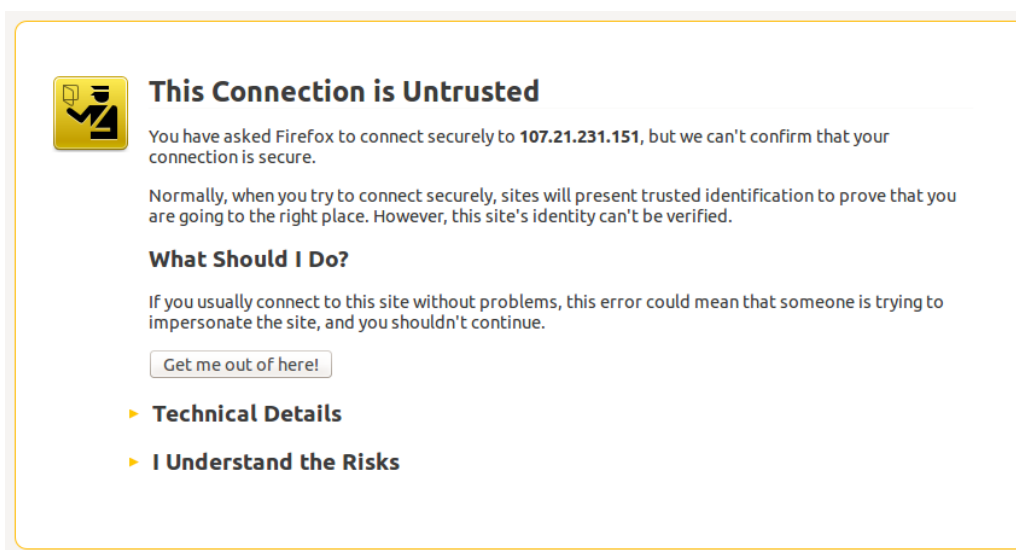 This Connection is Untrusted
You have asked Firefox to connect securely to 107.21.231.151, but we can't confirm that your
connection is secure.
Normally, when you try to connect securely, sites will present trusted identification to prove that you
are going to the right place. However, this site's identity can't be verified.
What Should I Do?
If you usually connect to this site without problems, this error could mean that someone is trying to
impersonate the site, and you shouldn't continue.
Get me out of here!
Technical Details
I Understand the Risks